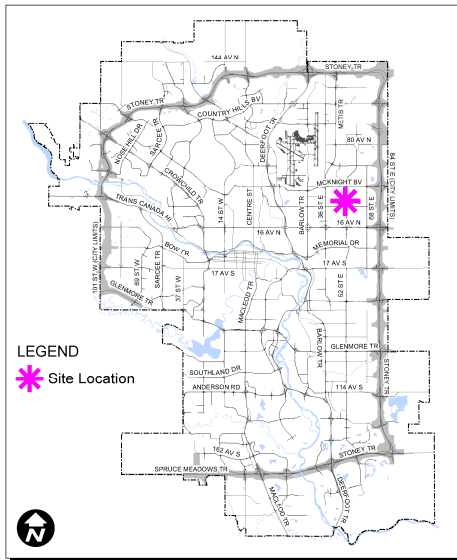 144 AV N
STONEY TR
STONEY TR
COUNTRY HILLS BV
METIS TR
NOSE HILL DR
SARCEE TR
DEERFOOT TR
80 AV N
84 ST E (CITY LIMITS)
CROWCHILD TR
MCKNIGHT BV
TRANS CANADA HI
14 ST W
CENTRE ST
BARLOW TR
36 ST E
68 ST E
16 AV N
16 AV N
101 ST W (CITY LIMITS)
BOW TR
MEMORIAL DR
69 ST W
SARCEE TR
37 ST W
17 AV S
17 AV S
52 ST E
GLENMORE TR
MACLEOD TR
BARLOW TR
GLENMORE TR
STONEY TR
LEGEND
Site Location
SOUTHLAND DR
ANDERSON RD
114 AV S
162 AV S
STONEY TR
SPRUCE MEADOWS TR
MACLEOD TR
DEERFOOT TR
N